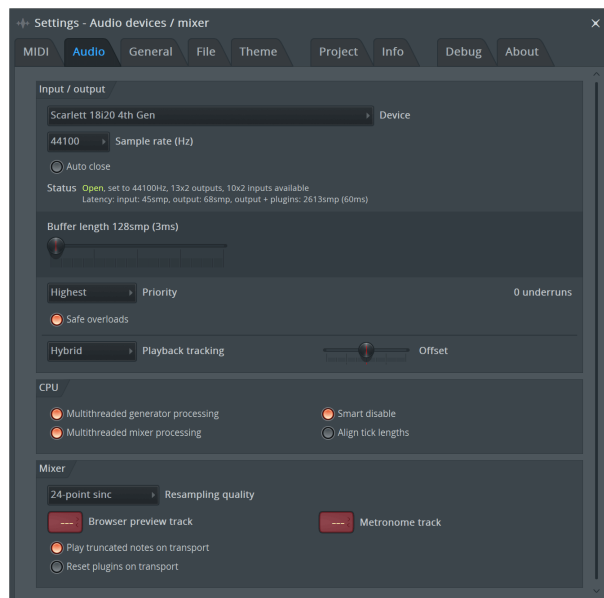 Settings - Audio devices / mixer
MIDI Audio General File Theme Project Info Debug About
Input / output
Scarlett 18i20 4th Gen Device
44100 Sample rate (Hz)
Auto close
Status Open, set to 44100Hz, 13x2 outputs, 10x2 inputs available
Latency: input: 45smp, output: 68smp, output + plugins: 2613smp (60ms)
Buffer length 128smp (3ms)
Highest Priority 0 underruns
Safe overloads
Hybrid Playback tracking Offset
CPU
Multithreaded generator processing Smart disable
Multithreaded mixer processing Align tick lengths
Mixer
24-point sinc Resampling quality
--- Browser preview track --- Metronome track
Play truncated notes on transport
Reset plugins on transport